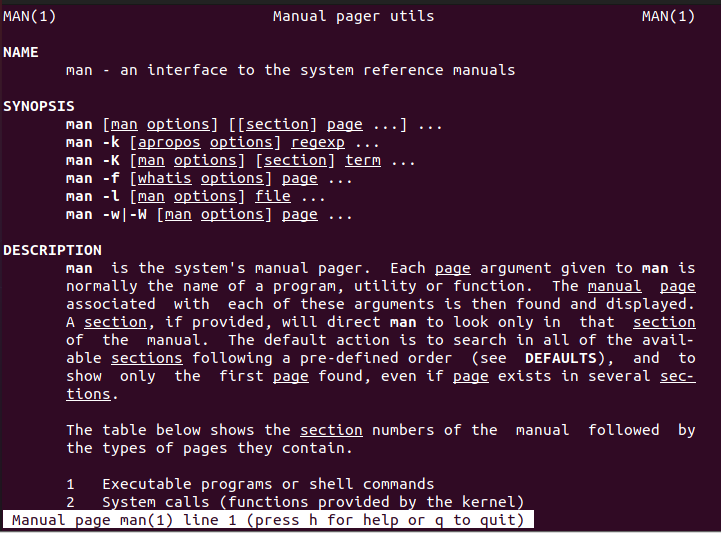 MAN(1) Manual pager utils MAN(1)
NAME
man - an interface to the system reference manuals
SYNOPSIS
man [man options] [[section] page ...] ...
man -k [apropos options] regexp ...
man -K [man options] [section] term ...
man -f [whatis options] page ...
man -l [man options] file ...
man -w|-W [man options] page ...
DESCRIPTION
man is the system's manual pager. Each page argument given to man is
normally the name of a program, utility or function. The manual page
associated with each of these arguments is then found and displayed.
A section, if provided, will direct man to look only in that section
of the manual. The default action is to search in all of the avail-
able sections following a pre-defined order (see DEFAULTS), and to
show only the first page found, even if page exists in several sec-
tions.
The table below shows the section numbers of the manual followed by
the types of pages they contain.
1 Executable programs or shell commands
2 System calls (functions provided by the kernel)
Manual page man(1) line 1 (press h for help or q to quit)